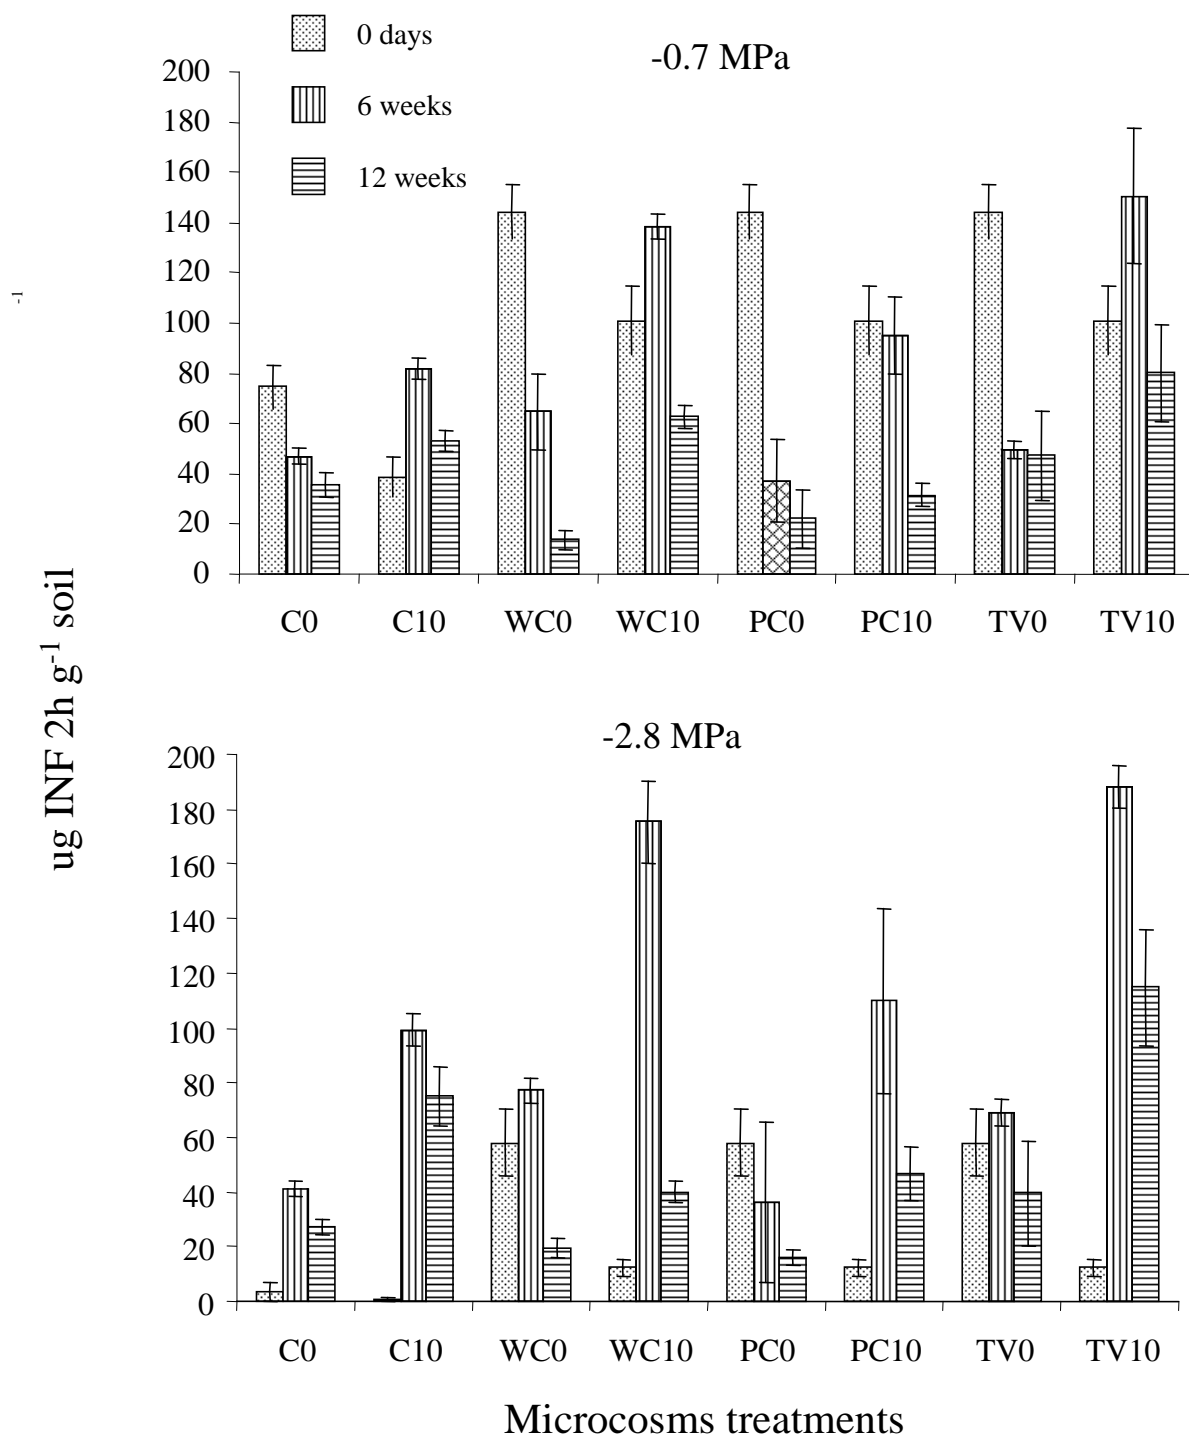 0 days
6 weeks
12 weeks
-0.7 MPa
200
180
160
140
120
100
80
60
40
20
0
C0 C10 WC0 WC10 PC0 PC10 TV0 TV10
-1
ug INF 2h g-1 soil
-2.8 MPa
200
180
160
140
120
100
80
60
40
20
0
C0 C10 WC0 WC10 PC0 PC10 TV0 TV10
Microcosms treatments